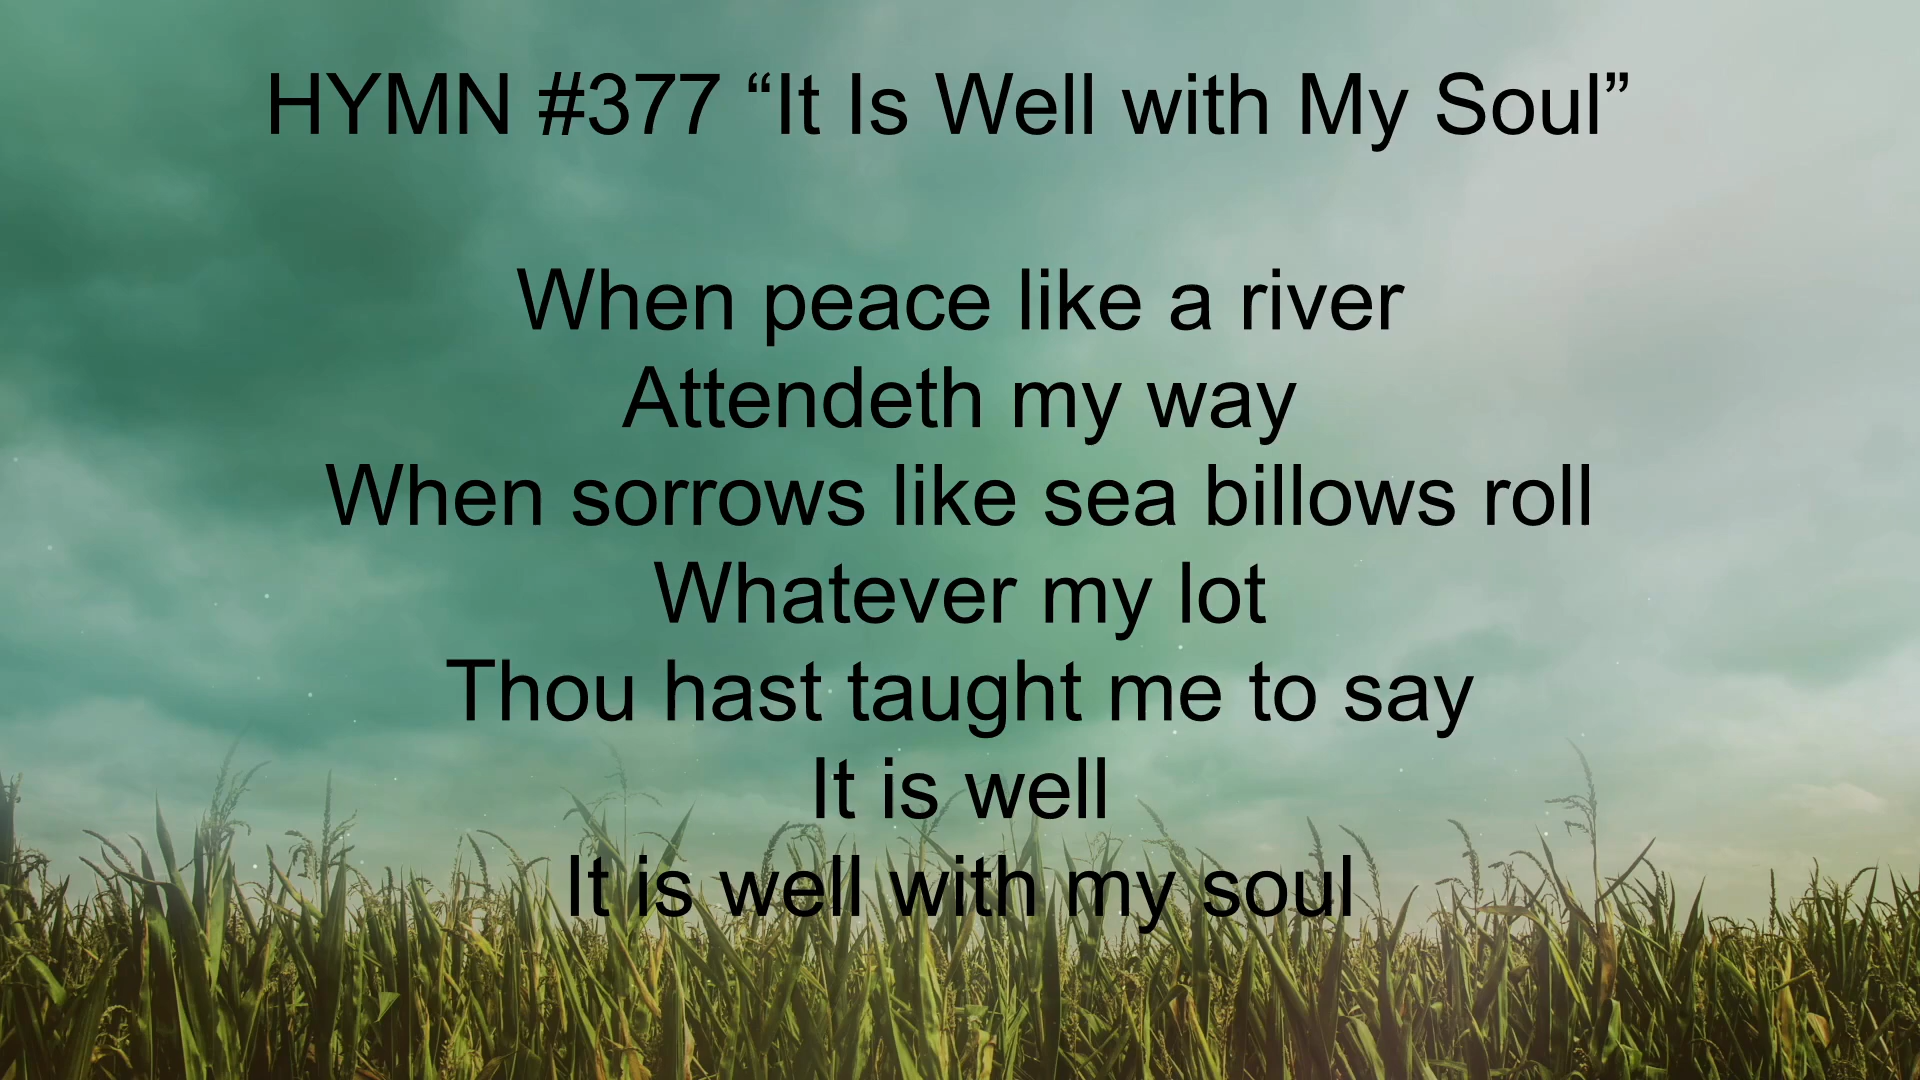 HYMN #377 “It Is Well with My Soul”
When peace like a river
Attendeth my way
When sorrows like sea billows roll
Whatever my lot
Thou hast taught me to say
It is well
It is well with my soul